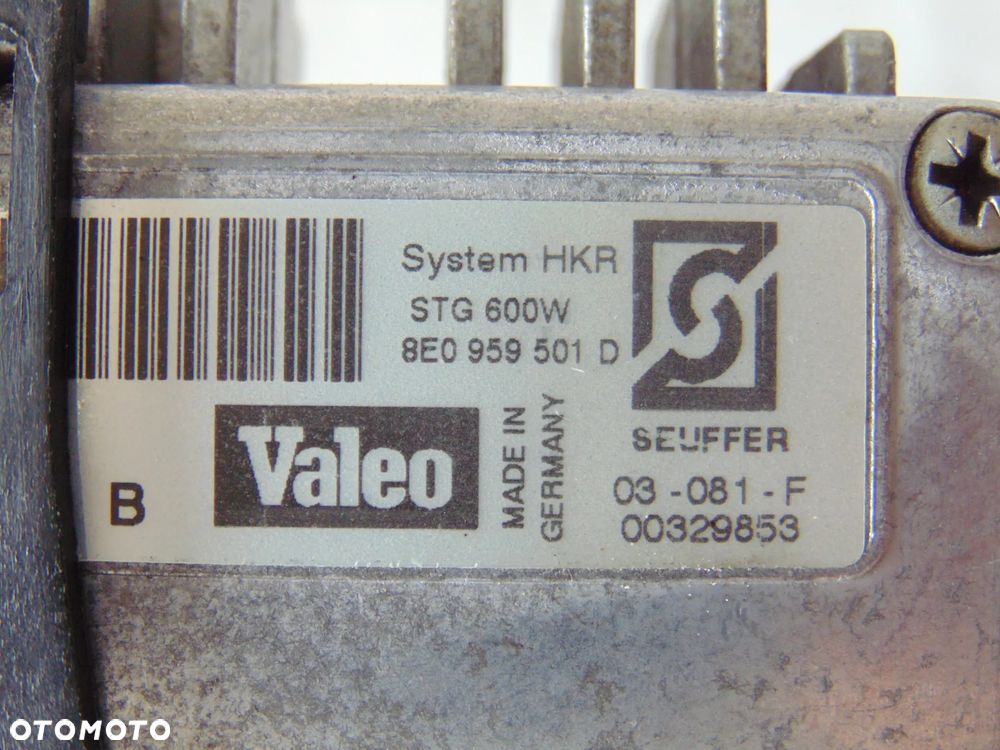 System HKR
STG 600W
8E0 959 501 D
SEUFFER
Valeo
MADE IN
GERMANY
B
03-081-F
00329853
OTOMOTO